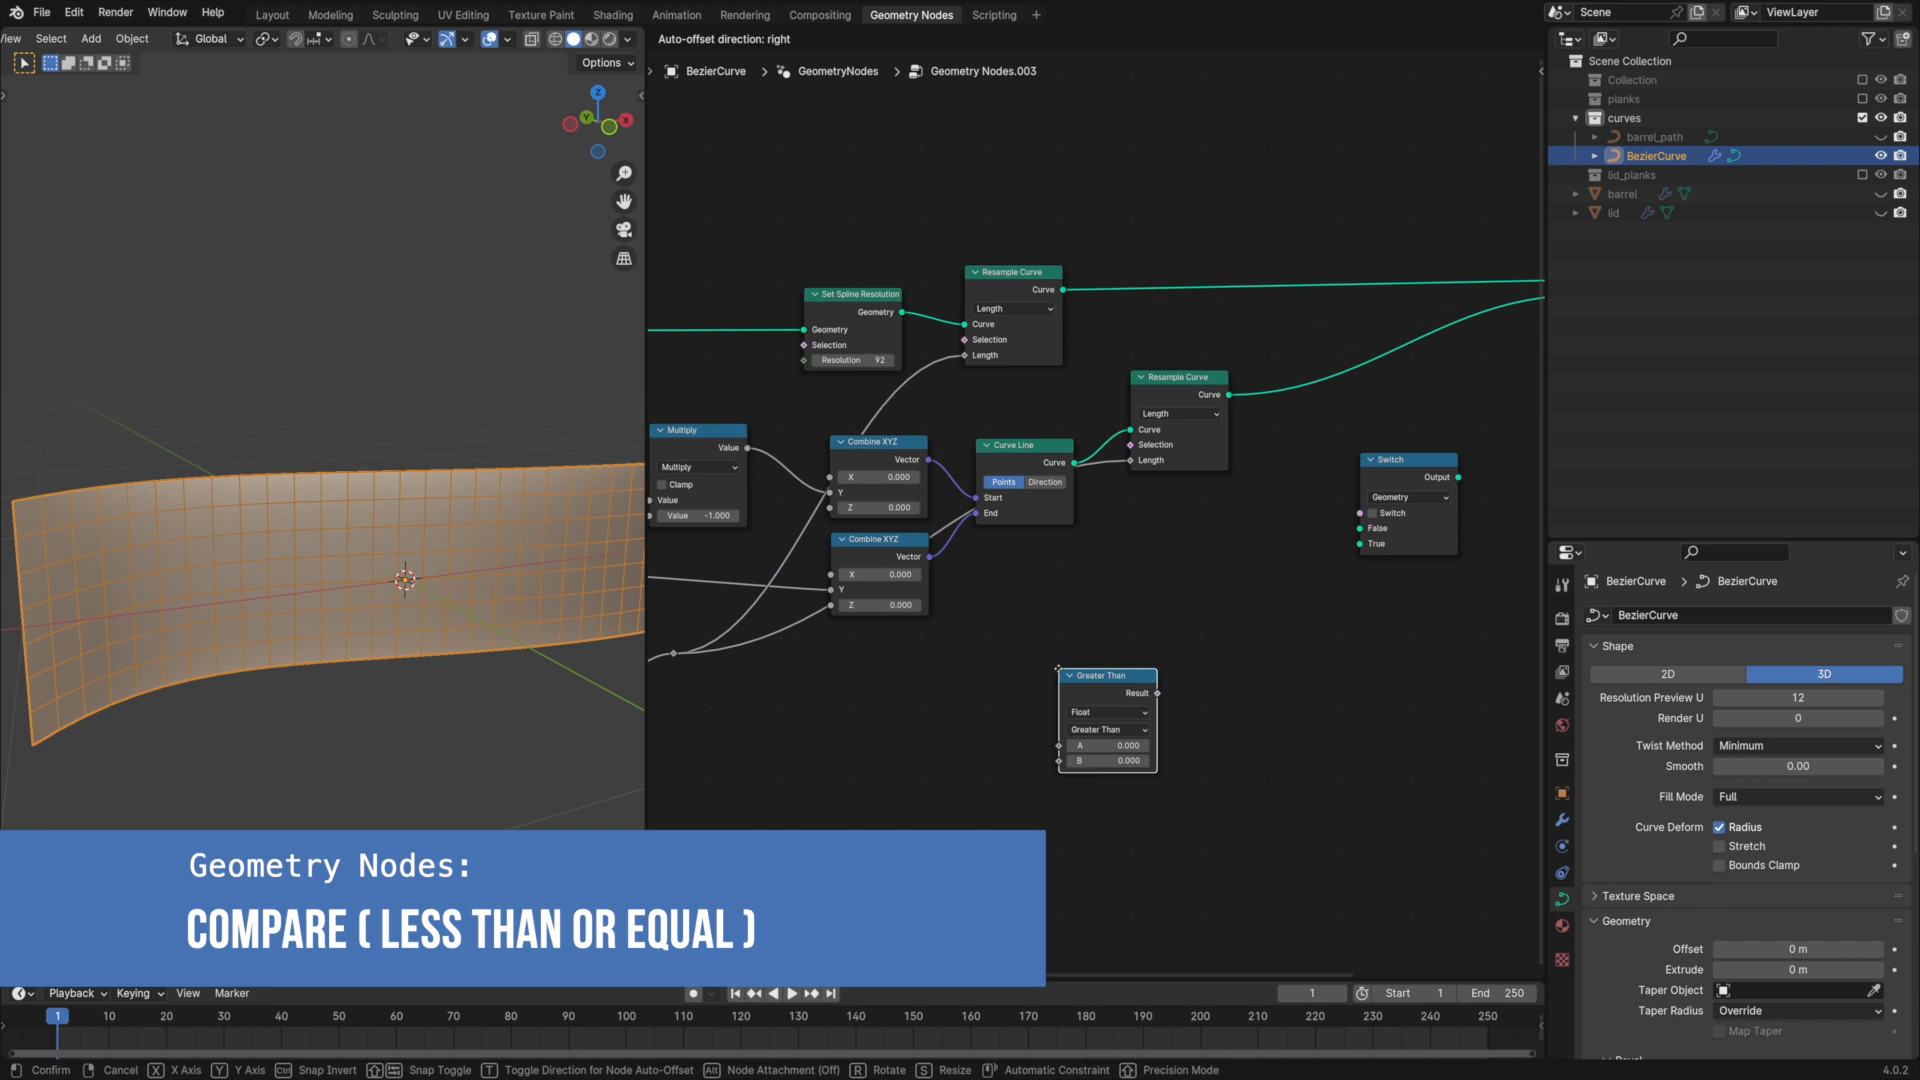 File Edit Render Window Help
Layout Modeling Sculpting UV Editing Texture Paint Shading Animation Rendering Compositing Geometry Nodes Scripting +
Scene ViewLayer
iew Select Add Object Global
Options
Auto-offset direction: right
BezierCurve > GeometryNodes > Geometry Nodes.003
Z
Y X
Scene Collection
Collection
planks
curves
barrel_path
BezierCurve
lid_planks
barrel
lid
Set Spline Resolution
Geometry
Geometry
Selection
Resolution 92
Resample Curve
Curve
Length
Curve
Selection
Length
Resample Curve
Curve
Length
Curve
Selection
Length
Multiply
Value
Multiply
Clamp
Value
Value -1.000
Combine XYZ
Vector
X 0.000
Y
Z 0.000
Combine XYZ
Vector
X 0.000
Y
Z 0.000
Curve Line
Curve
Points Direction
Start
End
Switch
Output
Geometry
Switch
False
True
Greater Than
Result
Float
Greater Than
A 0.000
B 0.000
BezierCurve > BezierCurve
BezierCurve
Shape
2D 3D
Resolution Preview U 12
Render U 0
Twist Method Minimum
Smooth 0.00
Fill Mode Full
Curve Deform Radius
Stretch
Bounds Clamp
Texture Space
Geometry
Offset 0 m
Extrude 0 m
Taper Object
Taper Radius Override
Map Taper
Geometry Nodes:
COMPARE ( LESS THAN OR EQUAL )
Playback Keying View Marker
1 Start 1 End 250
1 10 20 30 40 50 60 70 80 90 100 110 120 130 140 150 160 170 180 190 200 210 220 230 240 250
Confirm Cancel X X Axis Y Y Axis Ctrl Snap Invert Snap Toggle T Toggle Direction for Node Auto-Offset Alt Node Attachment (Off) R Rotate S Resize Automatic Constraint Precision Mode 4.0.2